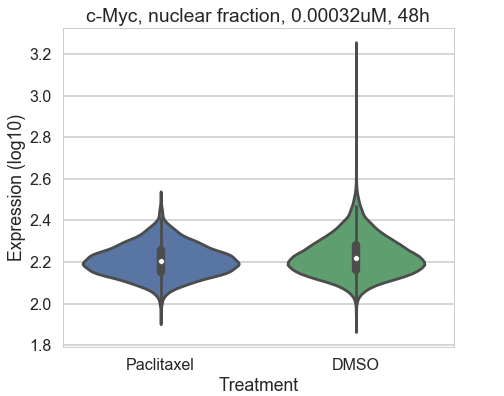 c-Myc, nuclear fraction, 0.00032uM, 48h
3.2
3.0
2.8
2.6
2.4
2.2
2.0
1.8
Expression (log10)
Paclitaxel
DMSO
Treatment